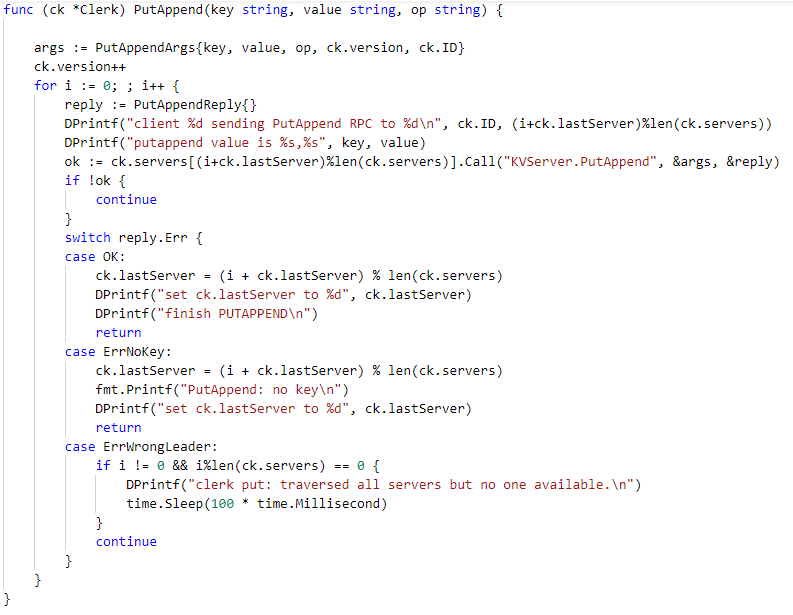 func (ck *Clerk) PutAppend(key string, value string, op string) {

    args := PutAppendArgs{key, value, op, ck.version, ck.ID}
    ck.version++
    for i := 0; ; i++ {
        reply := PutAppendReply{}
        DPrintf("client %d sending PutAppend RPC to %d\n", ck.ID, (i+ck.lastServer)%len(ck.servers))
        DPrintf("putappend value is %s,%s", key, value)
        ok := ck.servers[(i+ck.lastServer)%len(ck.servers)].Call("KVServer.PutAppend", &args, &reply)
        if !ok {
            continue
        }
        switch reply.Err {
        case OK:
            ck.lastServer = (i + ck.lastServer) % len(ck.servers)
            DPrintf("set ck.lastServer to %d", ck.lastServer)
            DPrintf("finish PUTAPPEND\n")
            return
        case ErrNoKey:
            ck.lastServer = (i + ck.lastServer) % len(ck.servers)
            fmt.Printf("PutAppend: no key\n")
            DPrintf("set ck.lastServer to %d", ck.lastServer)
            return
        case ErrWrongLeader:
            if i != 0 && i%len(ck.servers) == 0 {
                DPrintf("clerk put: traversed all servers but no one available.\n")
                time.Sleep(100 * time.Millisecond)
            }
            continue
        }
    }
}